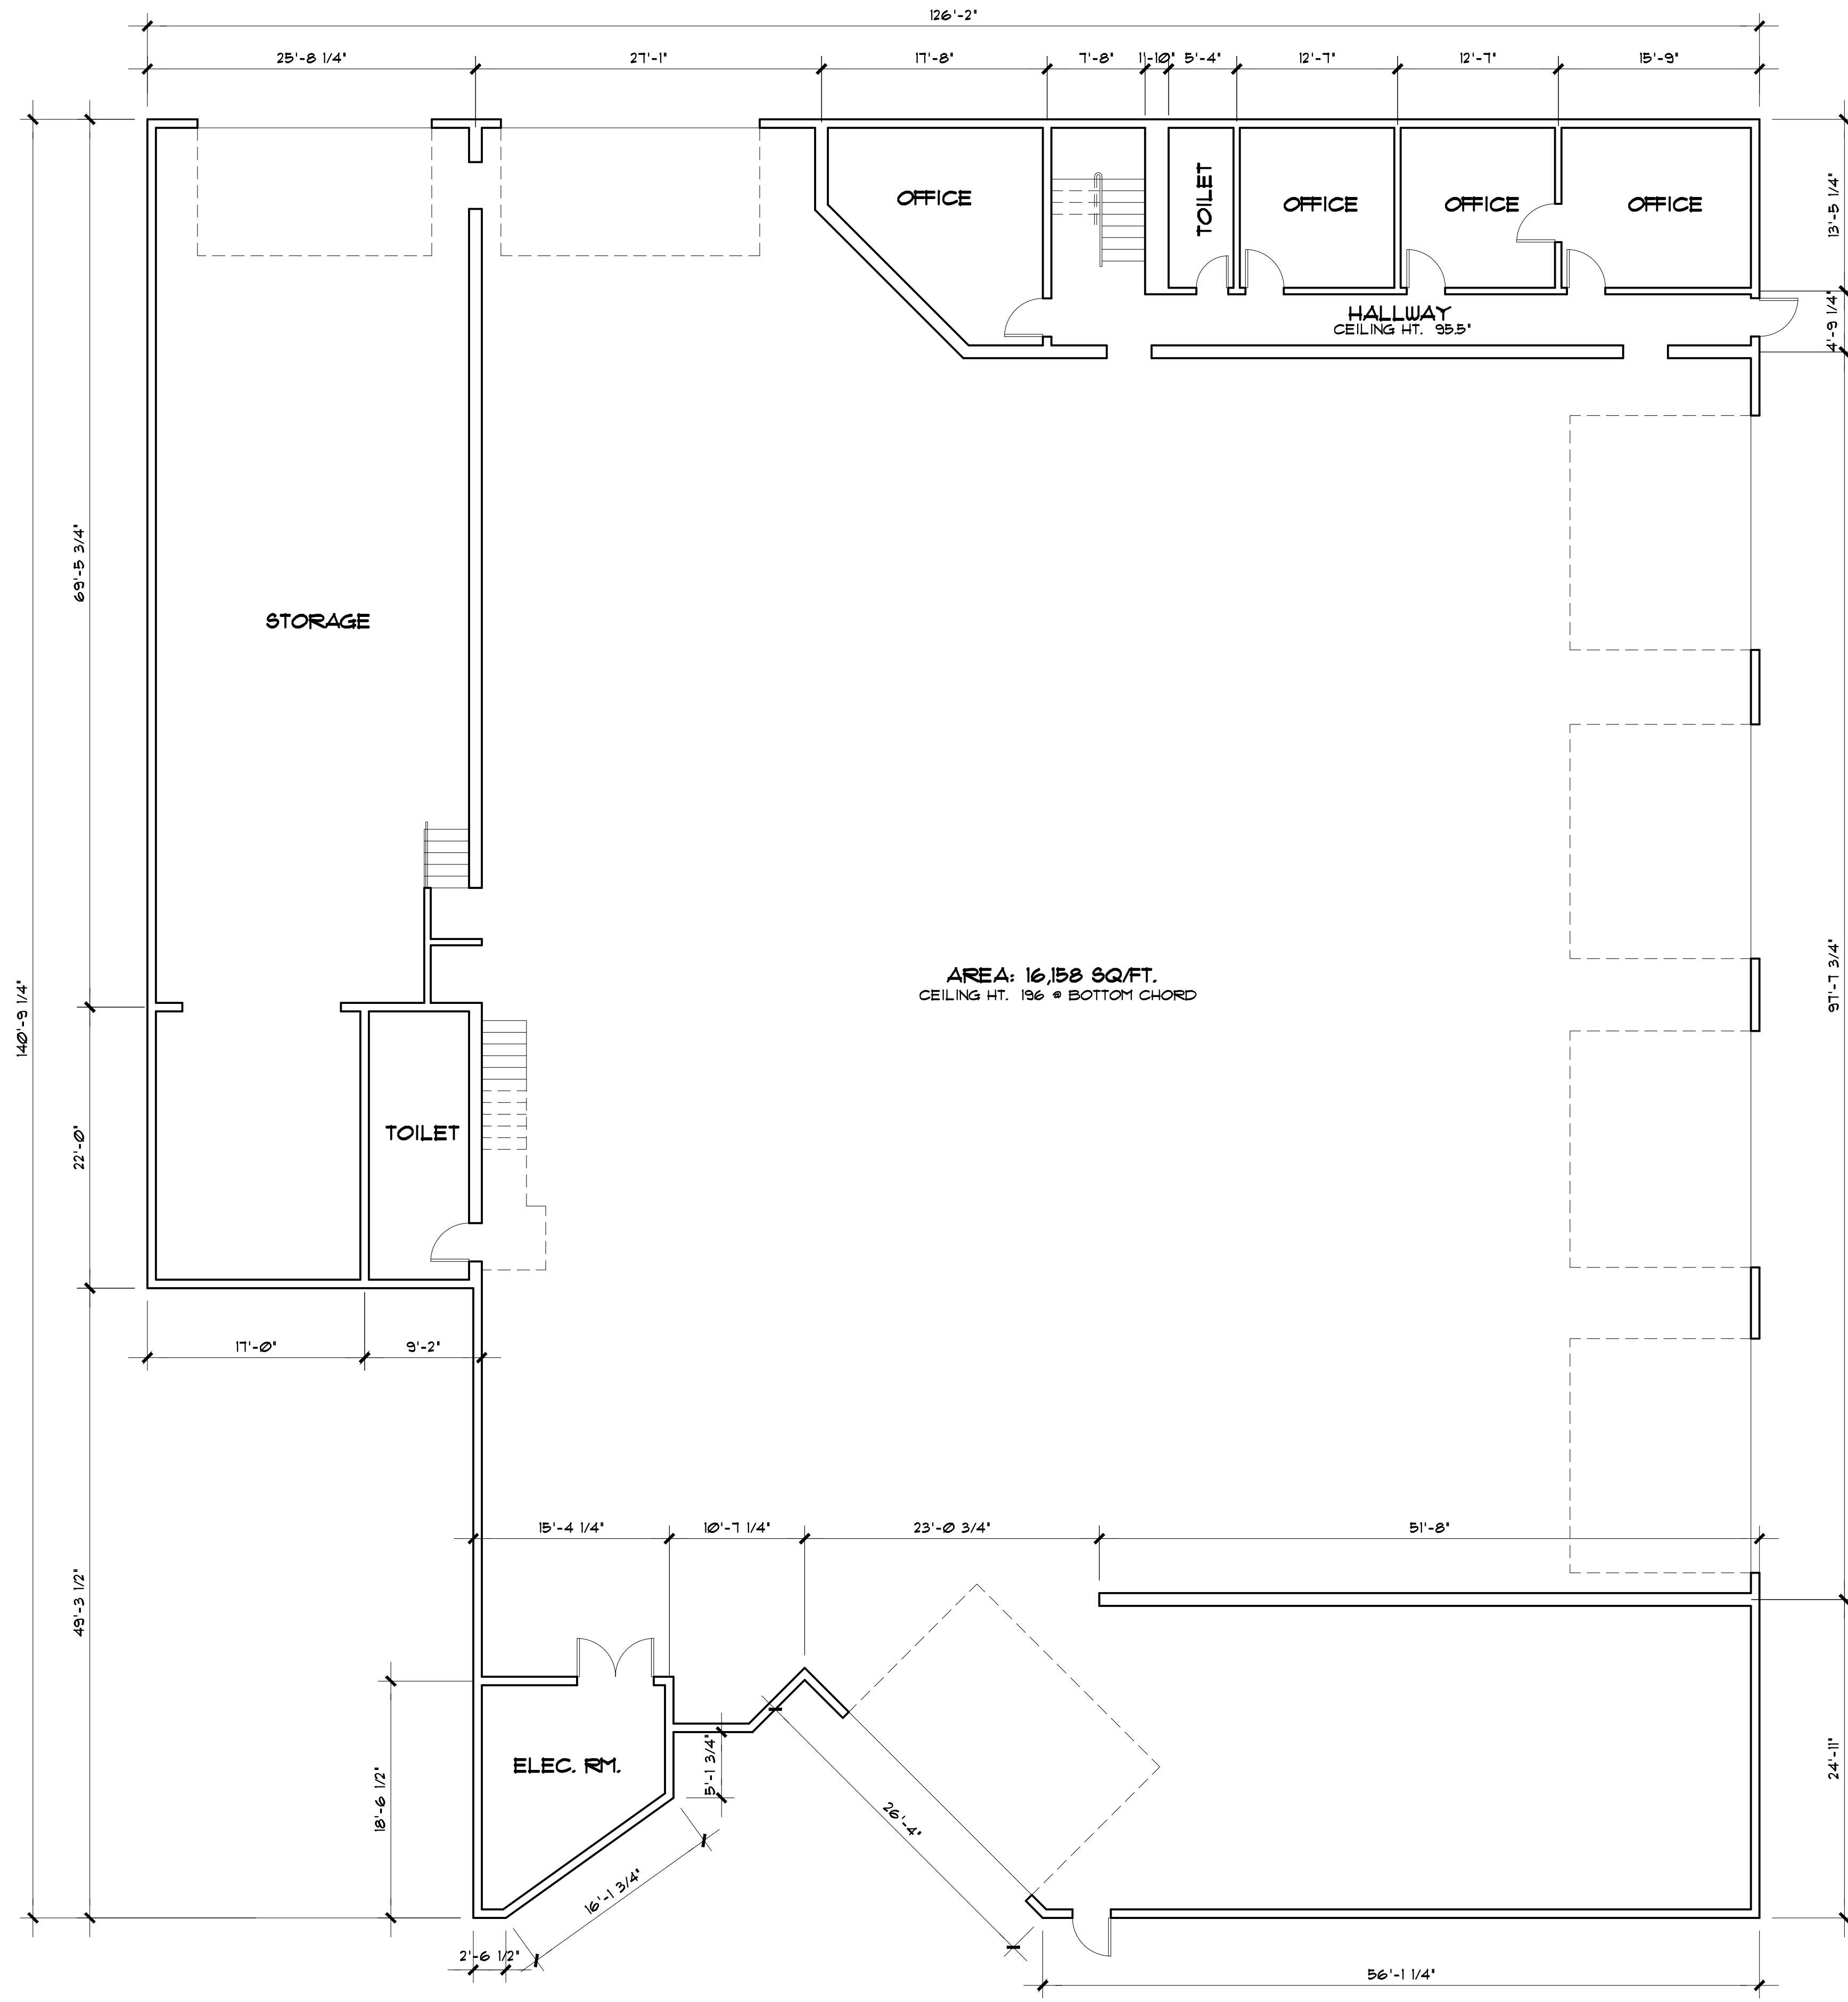 126'-2"
25'-8 1/4"
27'-1"
17'-8"
7'-8"
1'-10"
5'-4"
12'-7"
12'-7"
15'-9"
OFFICE
TOILET
OFFICE
OFFICE
OFFICE
13'-5 1/4"
HALLWAY
CEILING HT. 95.5"
4'-9 1/4"
69'-5 3/4"
STORAGE
140'-9 1/4"
AREA: 16,158 SQ/FT.
CEILING HT. 196 @ BOTTOM CHORD
97'-7 3/4"
22'-0"
TOILET
17'-0"
9'-2"
49'-3 1/2"
15'-4 1/4"
10'-7 1/4"
23'-0 3/4"
51'-8"
18'-6 1/2"
ELEC. RM.
5'-1 3/4"
26'-4"
24'-11"
16'-1 3/4"
2'-6 1/2"
56'-1 1/4"